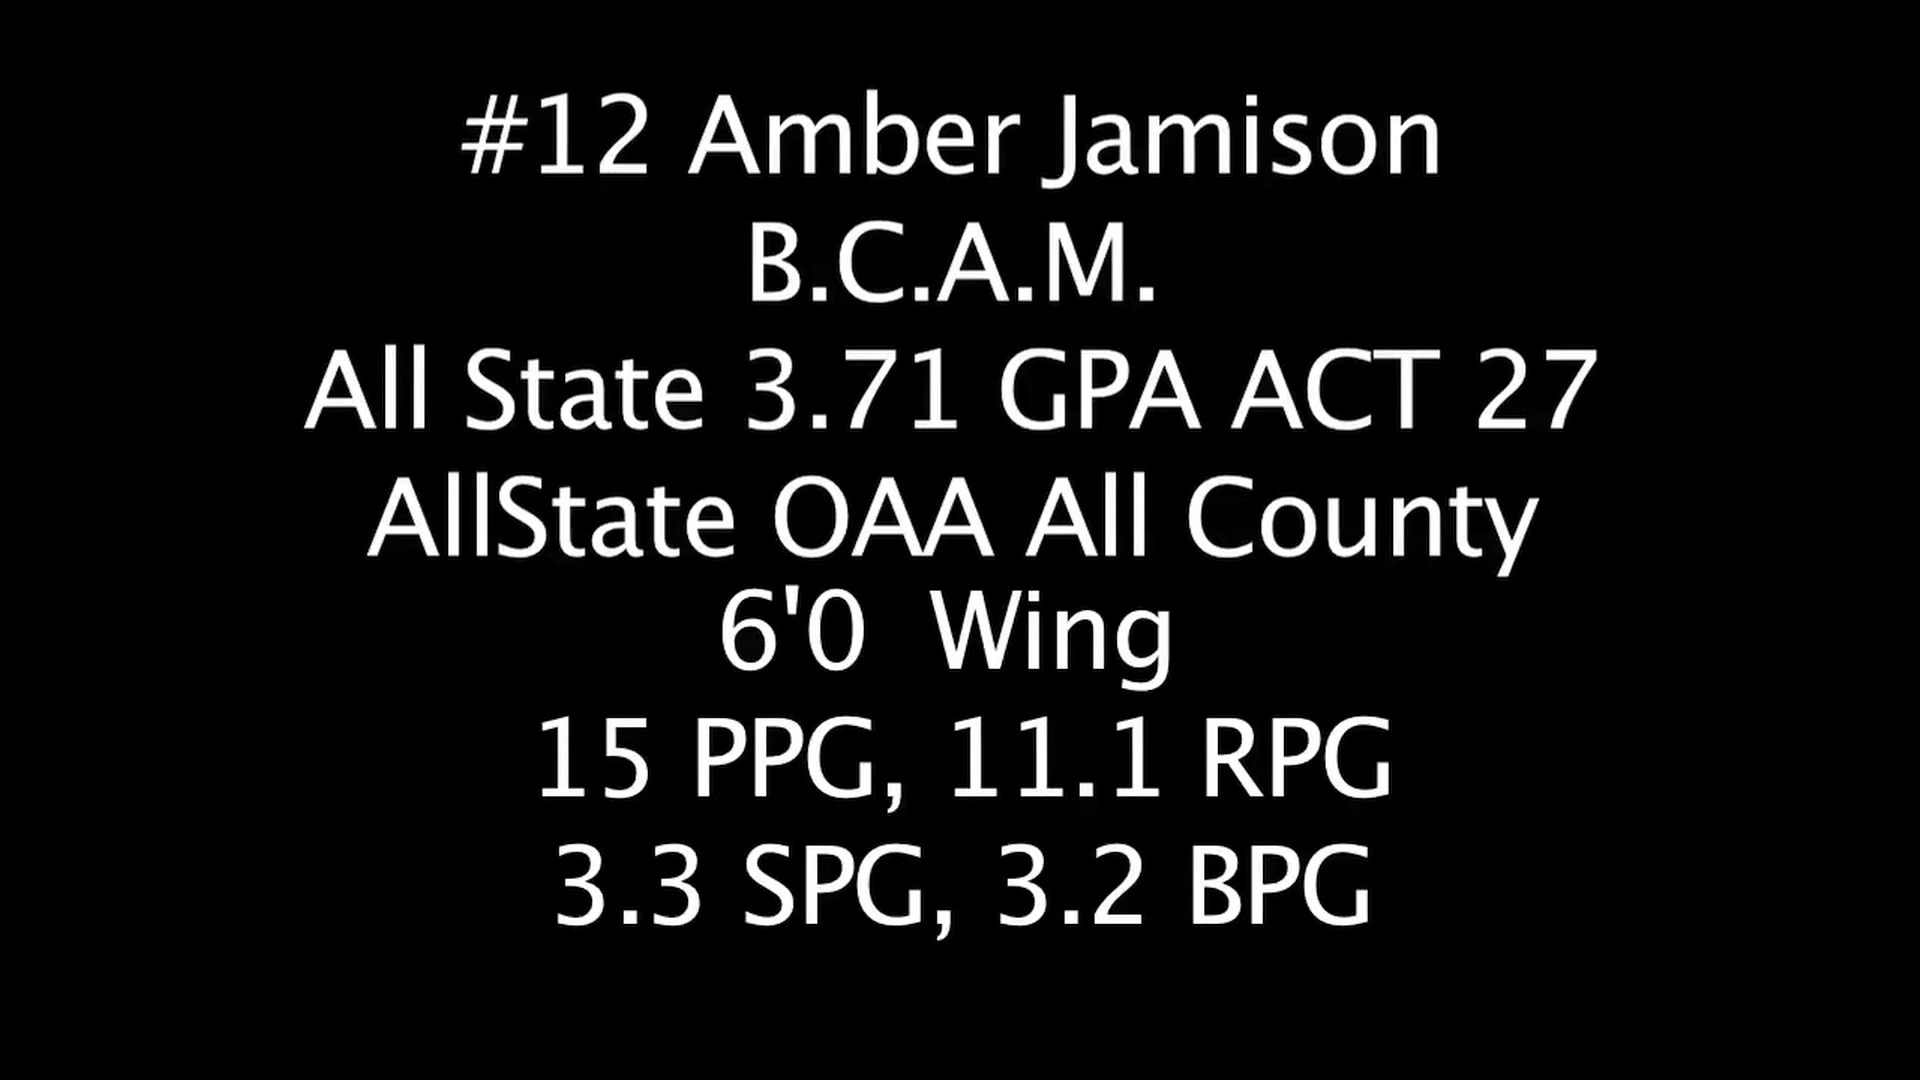 #12 Amber Jamison
B.C.A.M.
All State 3.71 GPA ACT 27
AllState OAA All County
6'0  Wing
15 PPG, 11.1 RPG
3.3 SPG, 3.2 BPG